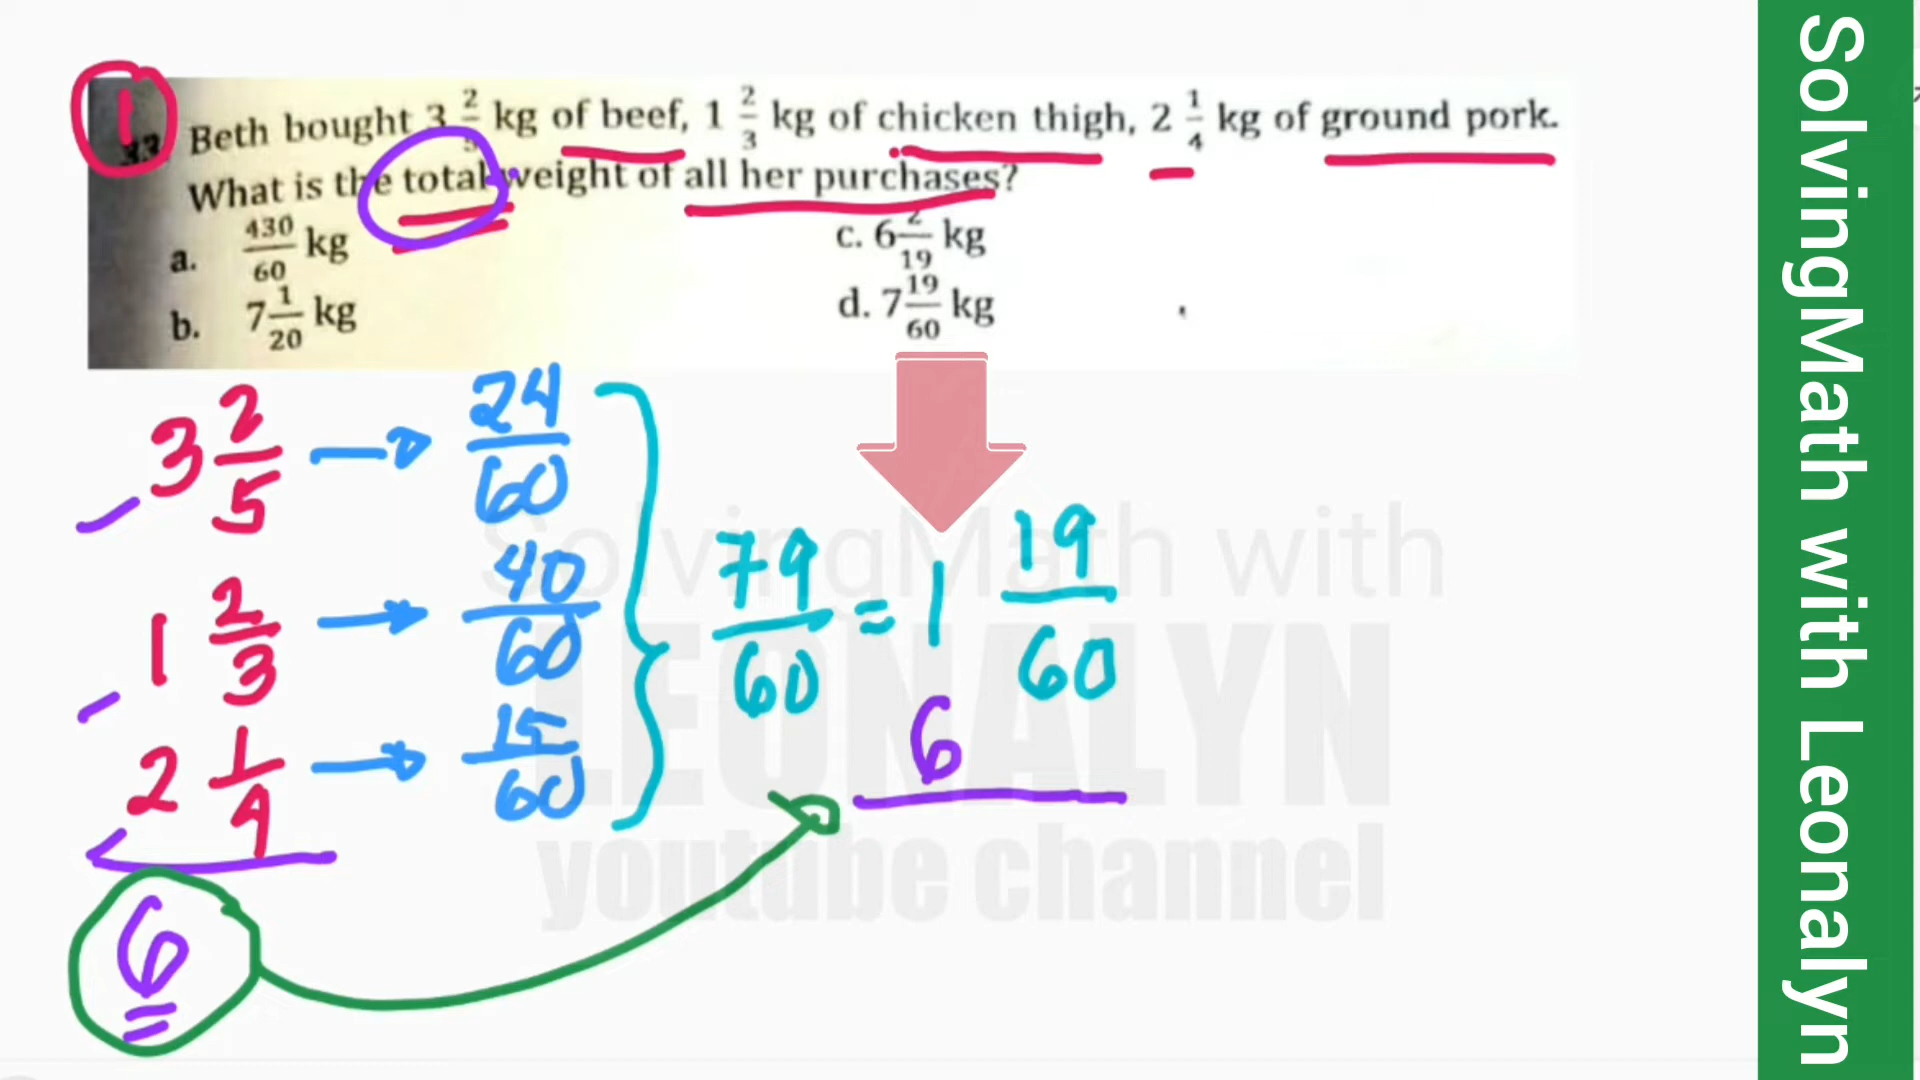 1
33 Beth bought 3 2/5 kg of beef, 1 2/3 kg of chicken thigh, 2 1/4 kg of ground pork.
What is the total weight of all her purchases?
a. 430/60 kg
c. 6 2/19 kg
b. 7 1/20 kg
d. 7 19/60 kg
3 2/5 → 24/60
1 2/3 → 40/60
2 1/4 → 15/60
79/60 = 1 19/60
6
6
SolvingMath with
LEONALYN
youtube channel
SolvingMath with Leonalyn